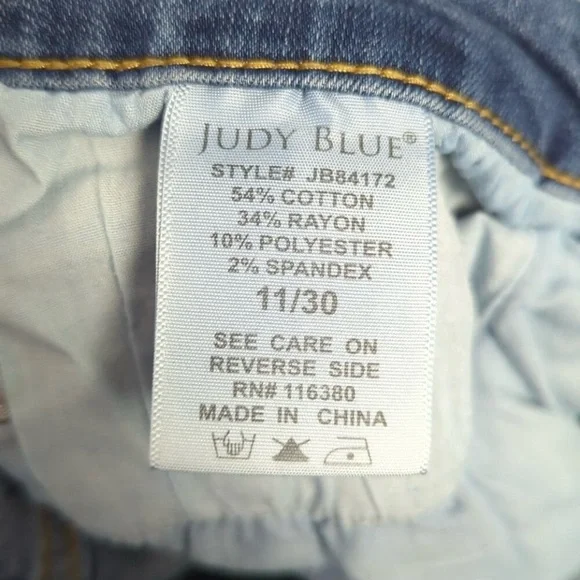 JUDY BLUE®
STYLE# JB84172
54% COTTON
34% RAYON
10% POLYESTER
2% SPANDEX
11/30
SEE CARE ON
REVERSE SIDE
RN# 116380
MADE IN CHINA